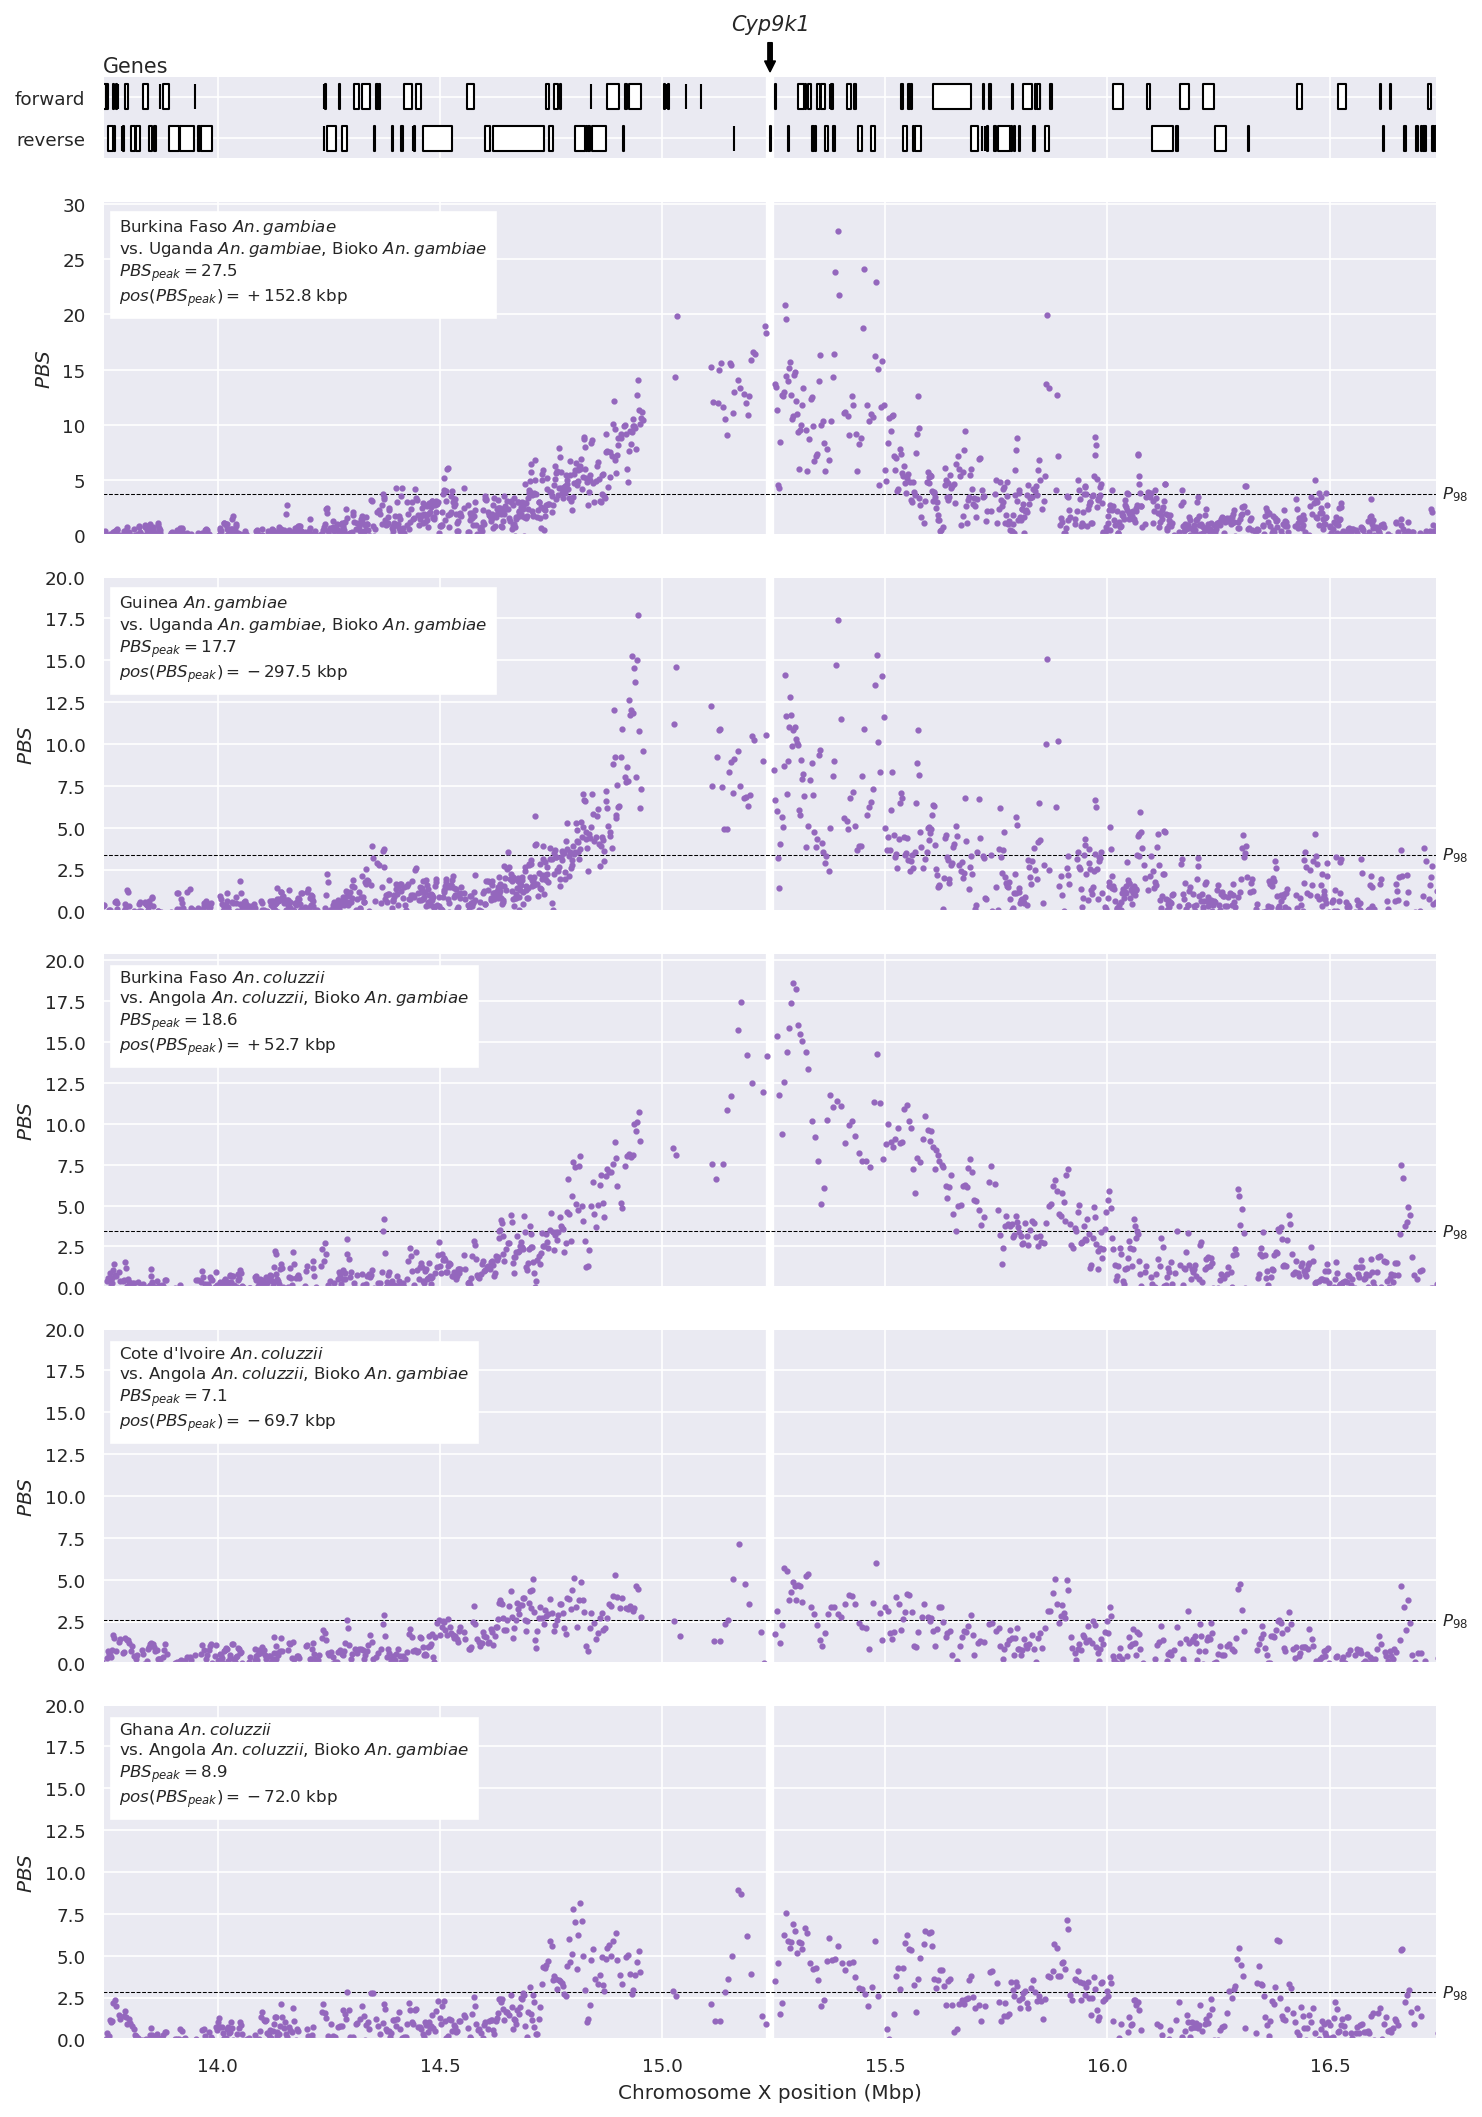 Cyp9k1
Genes
forward
reverse
30
25
20
15
10
5
0
PBS
Burkina Faso An. gambiae
vs. Uganda An. gambiae, Bioko An. gambiae
PBSpeak = 27.5
pos(PBSpeak) = +152.8 kbp
P98
20.0
17.5
15.0
12.5
10.0
7.5
5.0
2.5
0.0
PBS
Guinea An. gambiae
vs. Uganda An. gambiae, Bioko An. gambiae
PBSpeak = 17.7
pos(PBSpeak) = −297.5 kbp
P98
20.0
17.5
15.0
12.5
10.0
7.5
5.0
2.5
0.0
PBS
Burkina Faso An. coluzzii
vs. Angola An. coluzzii, Bioko An. gambiae
PBSpeak = 18.6
pos(PBSpeak) = +52.7 kbp
P98
20.0
17.5
15.0
12.5
10.0
7.5
5.0
2.5
0.0
PBS
Cote d'Ivoire An. coluzzii
vs. Angola An. coluzzii, Bioko An. gambiae
PBSpeak = 7.1
pos(PBSpeak) = −69.7 kbp
P98
20.0
17.5
15.0
12.5
10.0
7.5
5.0
2.5
0.0
PBS
Ghana An. coluzzii
vs. Angola An. coluzzii, Bioko An. gambiae
PBSpeak = 8.9
pos(PBSpeak) = −72.0 kbp
P98
14.0 14.5 15.0 15.5 16.0 16.5
Chromosome X position (Mbp)